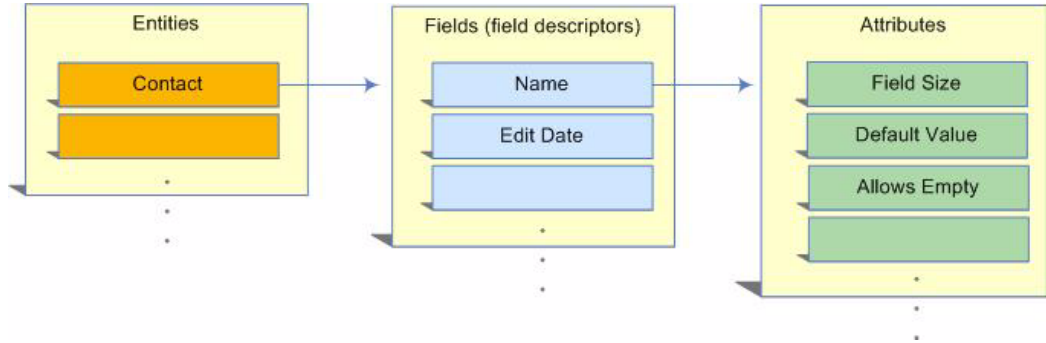 Entities
Contact
Fields (field descriptors)
Name
Edit Date
Attributes
Field Size
Default Value
Allows Empty